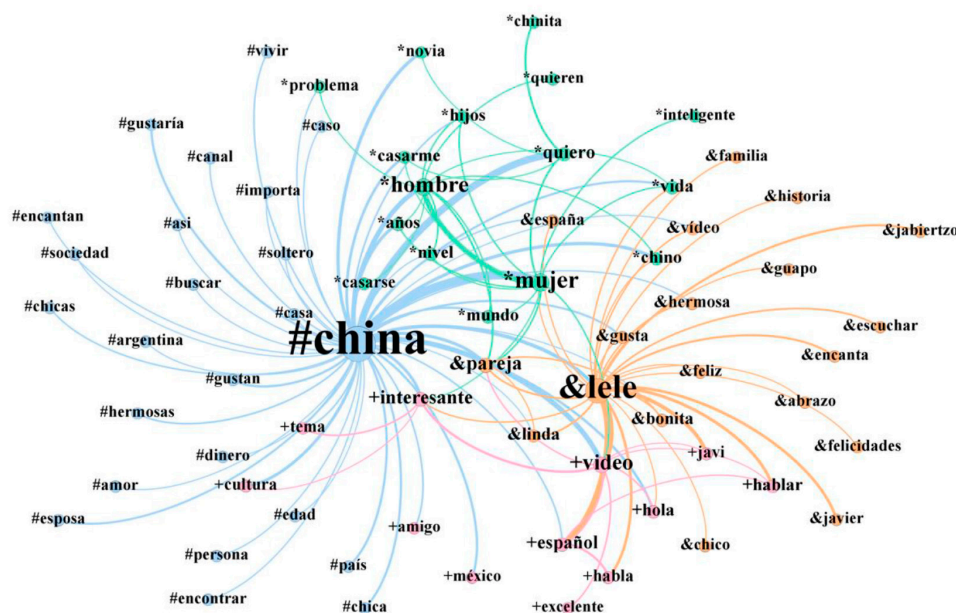 *chinita
#vivir
*novia
*quieren
*problema
*hijos
*inteligente
#gustaría
#caso
#canal
*casarme
*quiero
&familia
#importa
*hombre
*vida
&historia
#encantan
#asi
*años
&españa
&vídeo
&jabiertzo
#sociedad
#soltero
*nivel
*chino
&guapo
#buscar
*casarse
*mujer
#chicas
#casa
*mundo
&hermosa
&escuchar
#argentina
#china
&gusta
&encanta
#gustan
&pareja
&lele
&feliz
#hermosas
+interesante
&abrazo
+tema
&linda
&bonita
&felicidades
#dinero
+video
+javi
#amor
+cultura
+hablar
#esposa
#edad
+amigo
+hola
&javier
#persona
+español
&chico
#país
+méxico
+habla
#encontrar
#chica
+excelente